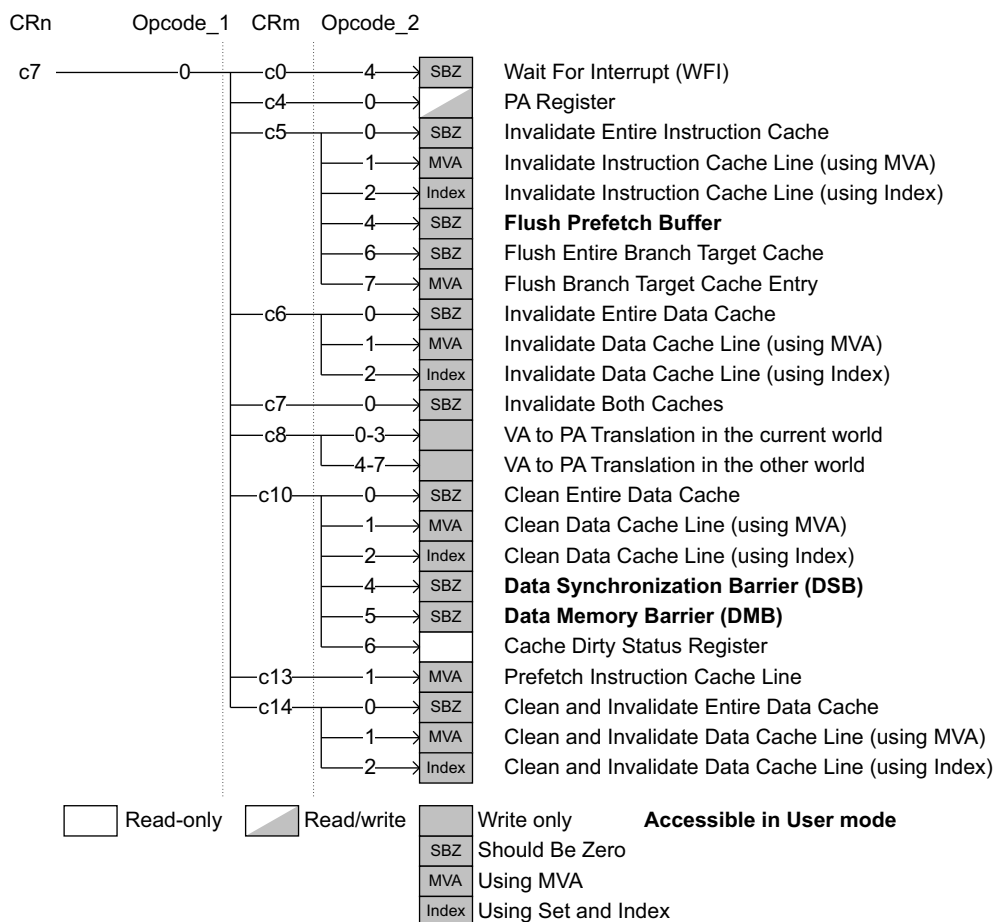 CRn Opcode_1 CRm Opcode_2
c7 0 c0 4 SBZ Wait For Interrupt (WFI)
c4 0 PA Register
c5 0 SBZ Invalidate Entire Instruction Cache
1 MVA Invalidate Instruction Cache Line (using MVA)
2 Index Invalidate Instruction Cache Line (using Index)
4 SBZ Flush Prefetch Buffer
6 SBZ Flush Entire Branch Target Cache
7 MVA Flush Branch Target Cache Entry
c6 0 SBZ Invalidate Entire Data Cache
1 MVA Invalidate Data Cache Line (using MVA)
2 Index Invalidate Data Cache Line (using Index)
c7 0 SBZ Invalidate Both Caches
c8 0-3 VA to PA Translation in the current world
4-7 VA to PA Translation in the other world
c10 0 SBZ Clean Entire Data Cache
1 MVA Clean Data Cache Line (using MVA)
2 Index Clean Data Cache Line (using Index)
4 SBZ Data Synchronization Barrier (DSB)
5 SBZ Data Memory Barrier (DMB)
6 Cache Dirty Status Register
c13 1 MVA Prefetch Instruction Cache Line
c14 0 SBZ Clean and Invalidate Entire Data Cache
1 MVA Clean and Invalidate Data Cache Line (using MVA)
2 Index Clean and Invalidate Data Cache Line (using Index)
Read-only Read/write Write only Accessible in User mode
SBZ Should Be Zero
MVA Using MVA
Index Using Set and Index